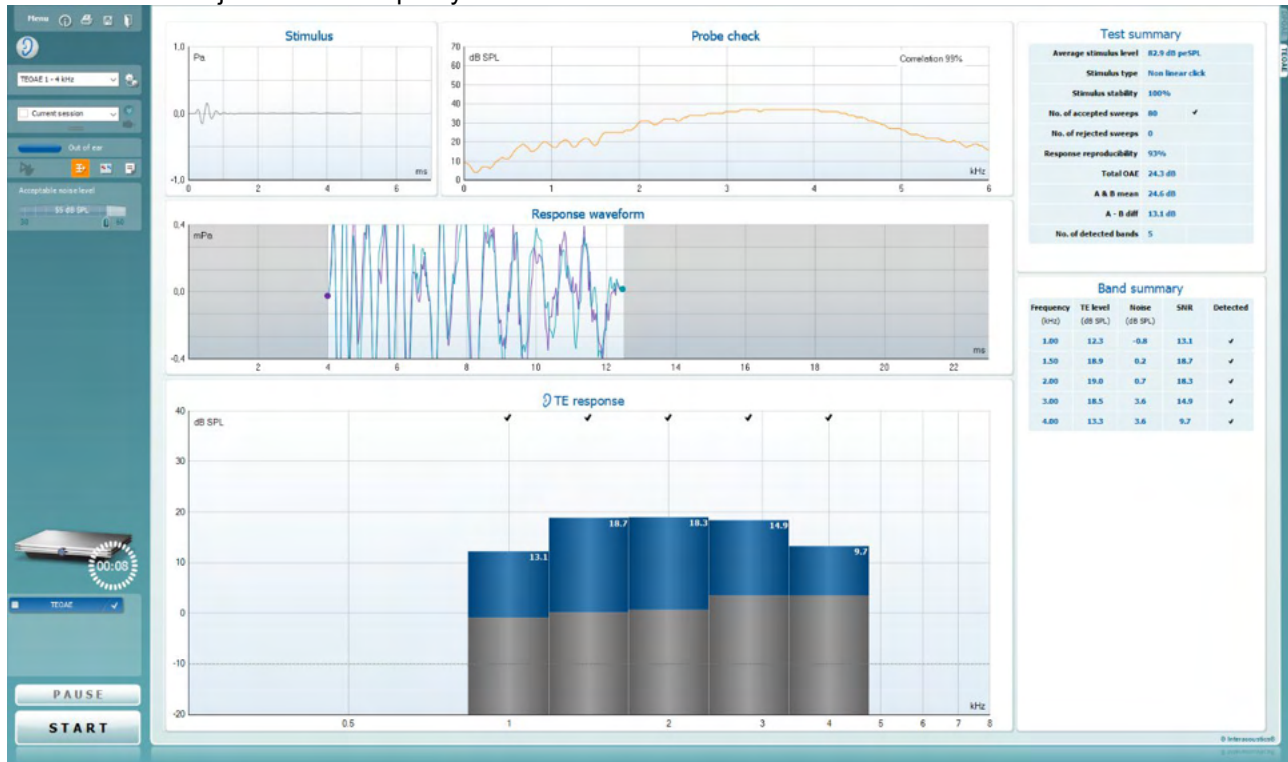 Menu
TEOAE 1 - 4 kHz
Current session
Out of ear
Acceptable noise level
55 dB SPL
30 60
00:08
TEOAE
PAUSE
START
Stimulus
Pa
1,0
0,0
-1,0
0 2 4 6
ms
Probe check
dB SPL
Correlation 99%
70
60
50
40
30
20
10
0
0 1 2 3 4 5 6
kHz
Response waveform
mPa
0,4
0,0
-0,4
2 4 6 8 10 12 14 16 18 20 22
ms
TE response
dB SPL
40
30
20
10
0
-10
-20
13.1 18.7 18.3 14.9 9.7
0.5 1 2 3 4 5 6 7 8
kHz
Test summary
Average stimulus level 82.9 dB peSPL
Stimulus type Non linear click
Stimulus stability 100%
No. of accepted sweeps 80
No. of rejected sweeps 0
Response reproducibility 93%
Total OAE 24.3 dB
A & B mean 24.6 dB
A - B diff 13.1 dB
No. of detected bands 5
Band summary
Frequency TE level Noise SNR Detected
(kHz) (dB SPL) (dB SPL)
1.00 12.3 -0.8 13.1
1.50 18.9 0.2 18.7
2.00 19.0 0.7 18.3
3.00 18.5 3.6 14.9
4.00 13.3 3.6 9.7
TEOAE
© Interacoustics®